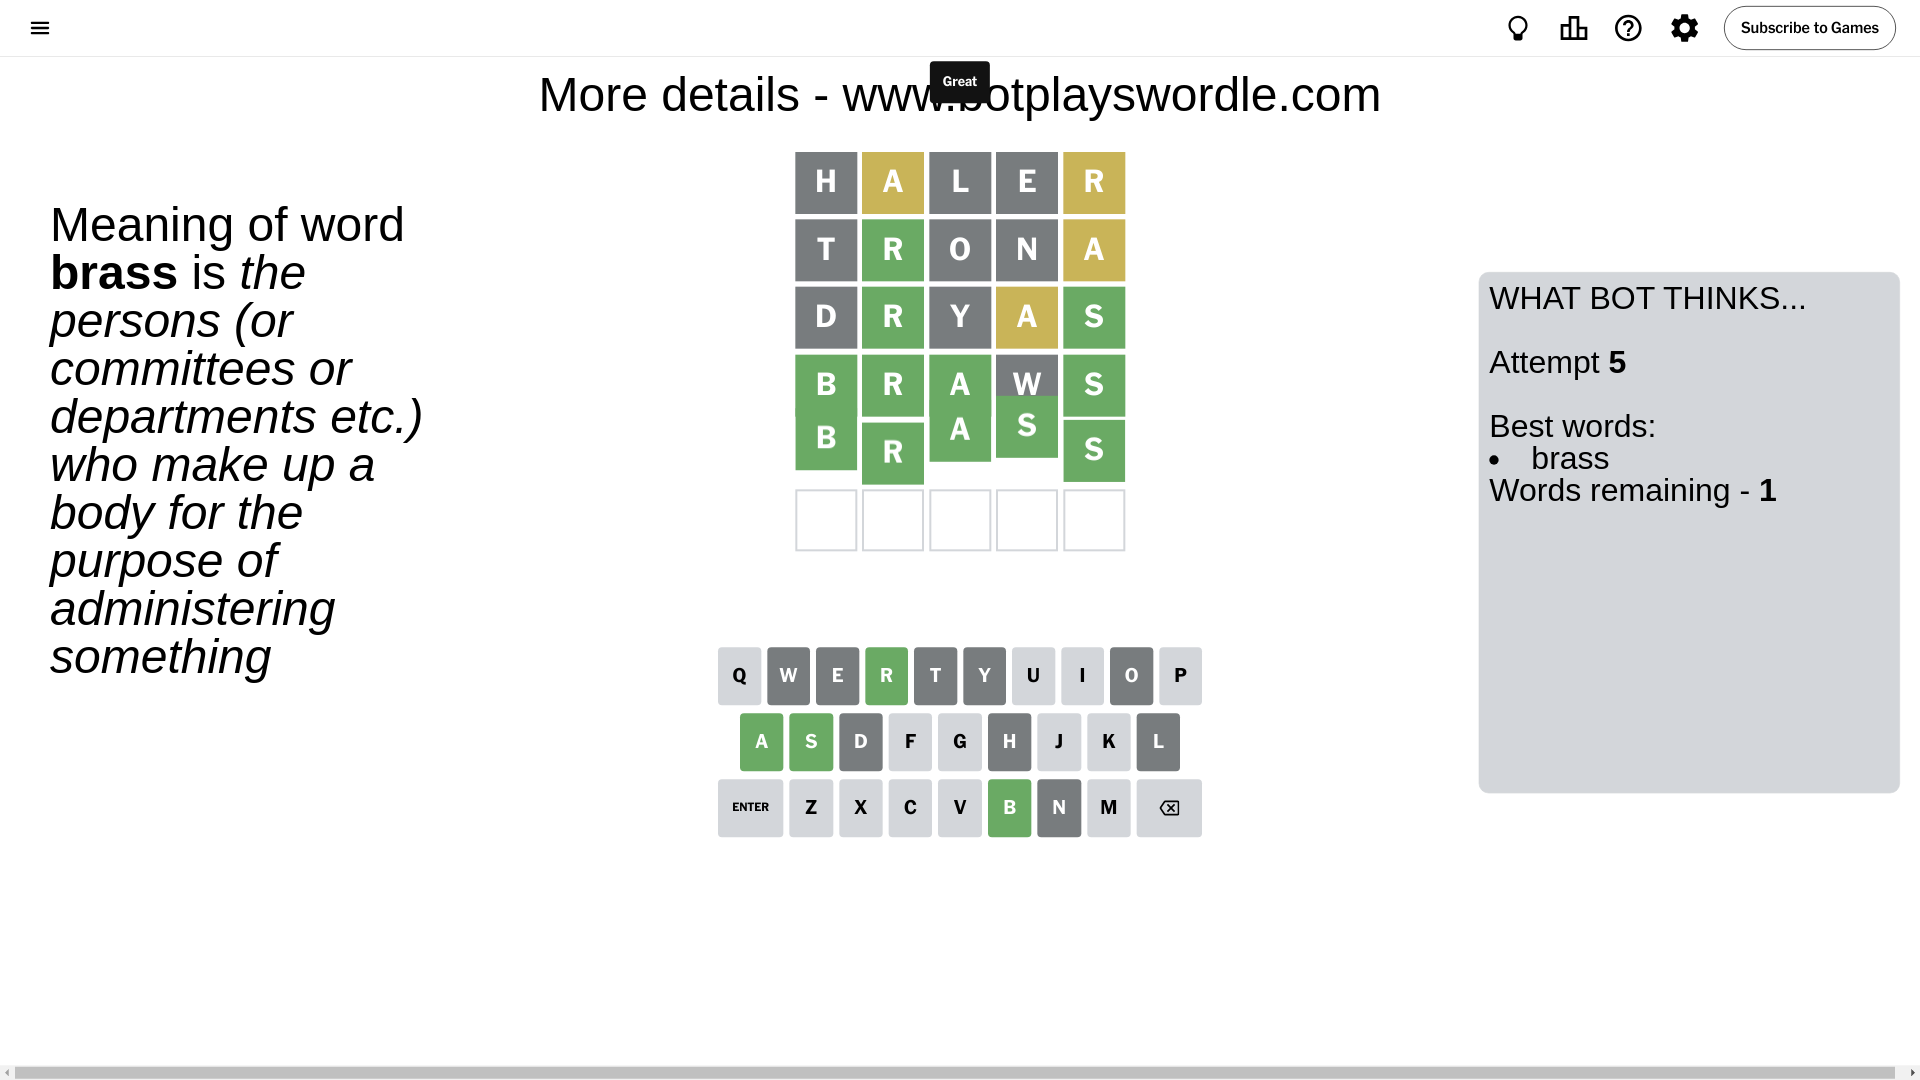 Subscribe to Games
Great
More details - www.botplayswordle.com
Meaning of word
brass is the
persons (or
committees or
departments etc.)
who make up a
body for the
purpose of
administering
something
H A L E R
T R O N A
D R Y A S
B R A W S
B R A S S
WHAT BOT THINKS...
Attempt 5
Best words:
• brass
Words remaining - 1
Q W E R T Y U I O P
A S D F G H J K L
ENTER Z X C V B N M